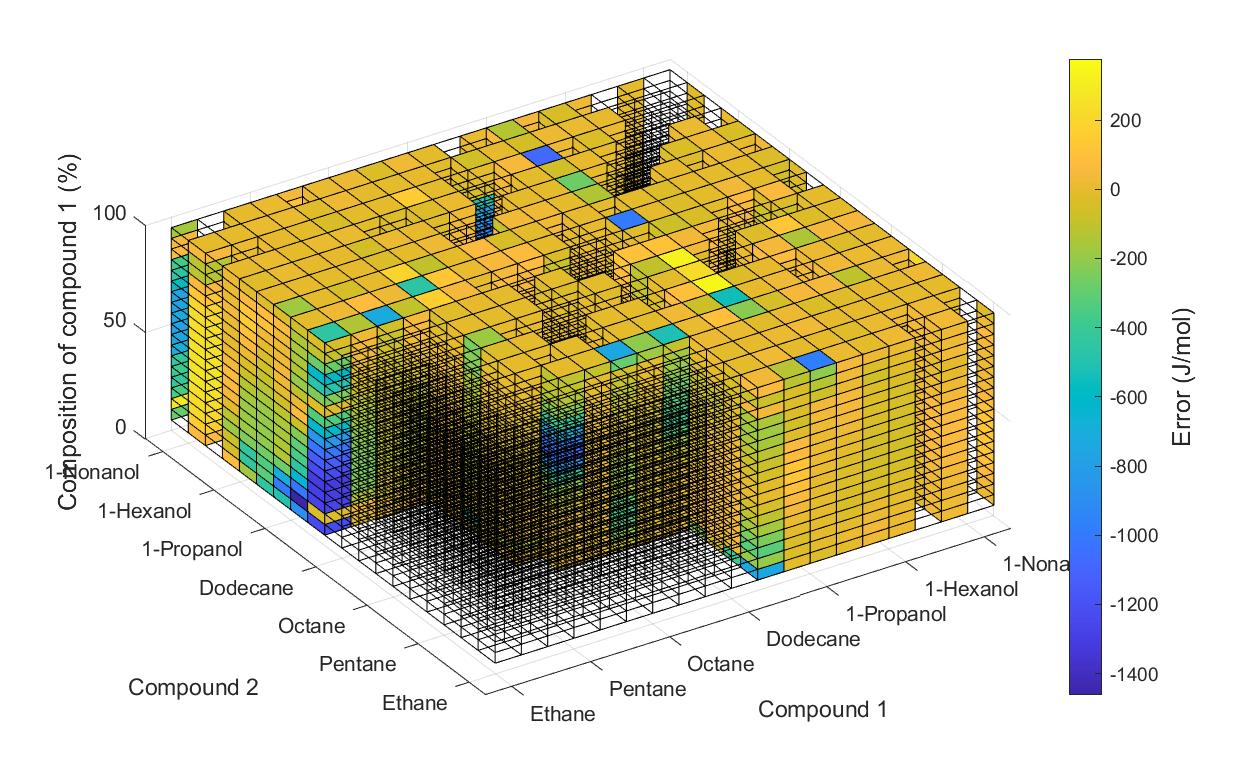 Composition of compound 1 (%)
100
50
0
1-Nonanol
1-Hexanol
1-Propanol
Dodecane
Octane
Pentane
Ethane
Compound 2
Ethane
Pentane
Octane
Dodecane
1-Propanol
1-Hexanol
1-Nona
Compound 1
200
0
-200
-400
-600
-800
-1000
-1200
-1400
Error (J/mol)